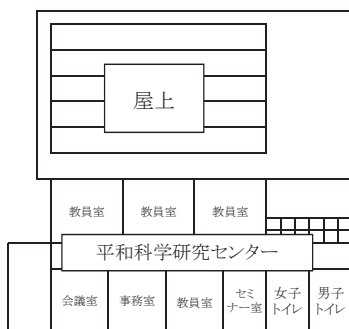 屋上
教員室
教員室
教員室
平和科学研究センター
会議室
事務室
教員室
セミ
ナー室
女子
トイレ
男子
トイレ